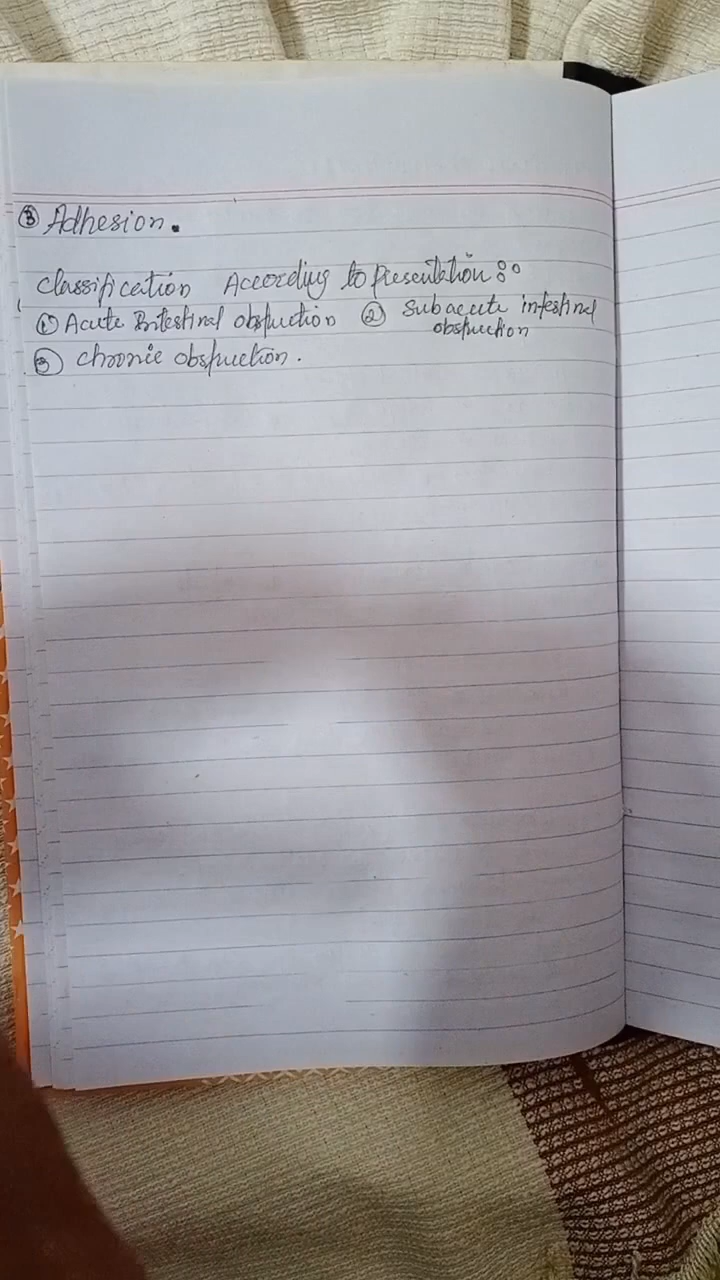 ③ Adhesion.
Classification According to presentation :-
① Acute Intestinal obstruction ② Subacute intestinal
obstruction
③ chronic obstruction.